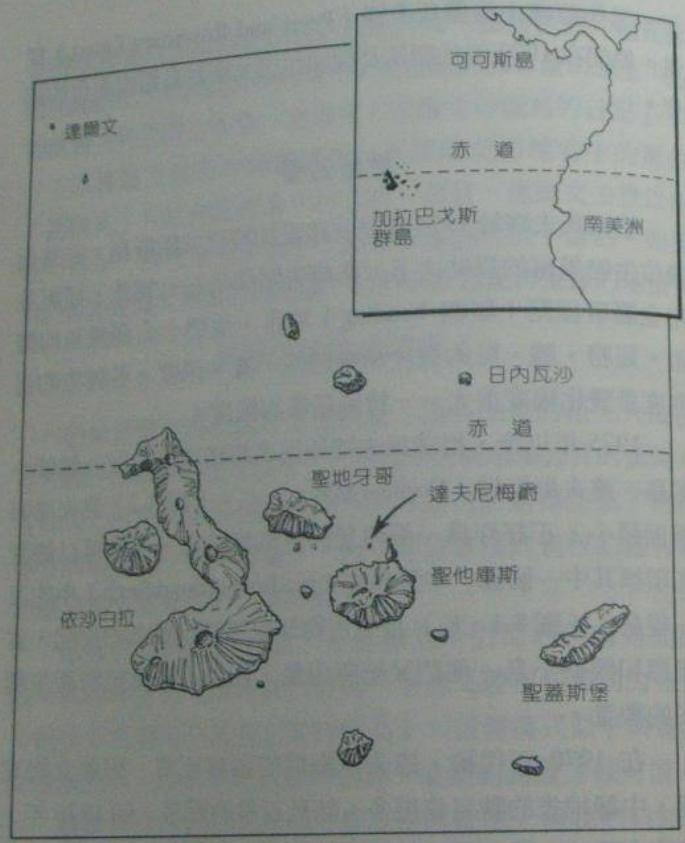 可可斯島
赤道
加拉巴戈斯
群島
南美洲
達爾文
日內瓦沙
赤道
聖地牙哥
達夫尼梅爵
聖他庫斯
依沙白拉
聖蓋斯堡